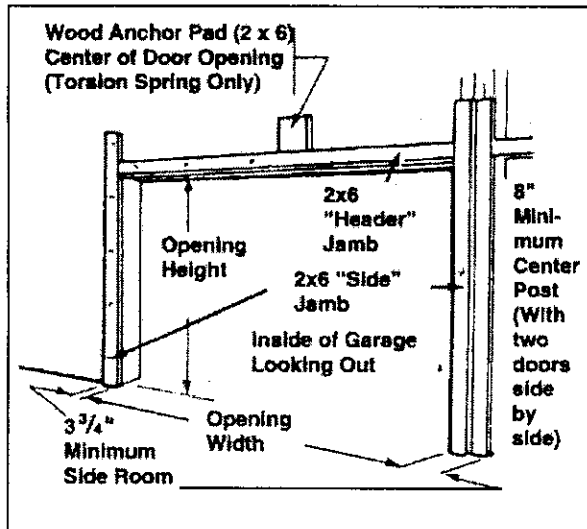 Wood Anchor Pad (2 x 6)
Center of Door Opening
(Torsion Spring Only)
2x6
"Header"
Jamb
Opening
Height
2x6 "Side"
Jamb
Inside of Garage
Looking Out
8"
Mini-
mum
Center
Post
(With
two
doors
side
by
side)
3 3/4"
Minimum
Side Room
Opening
Width